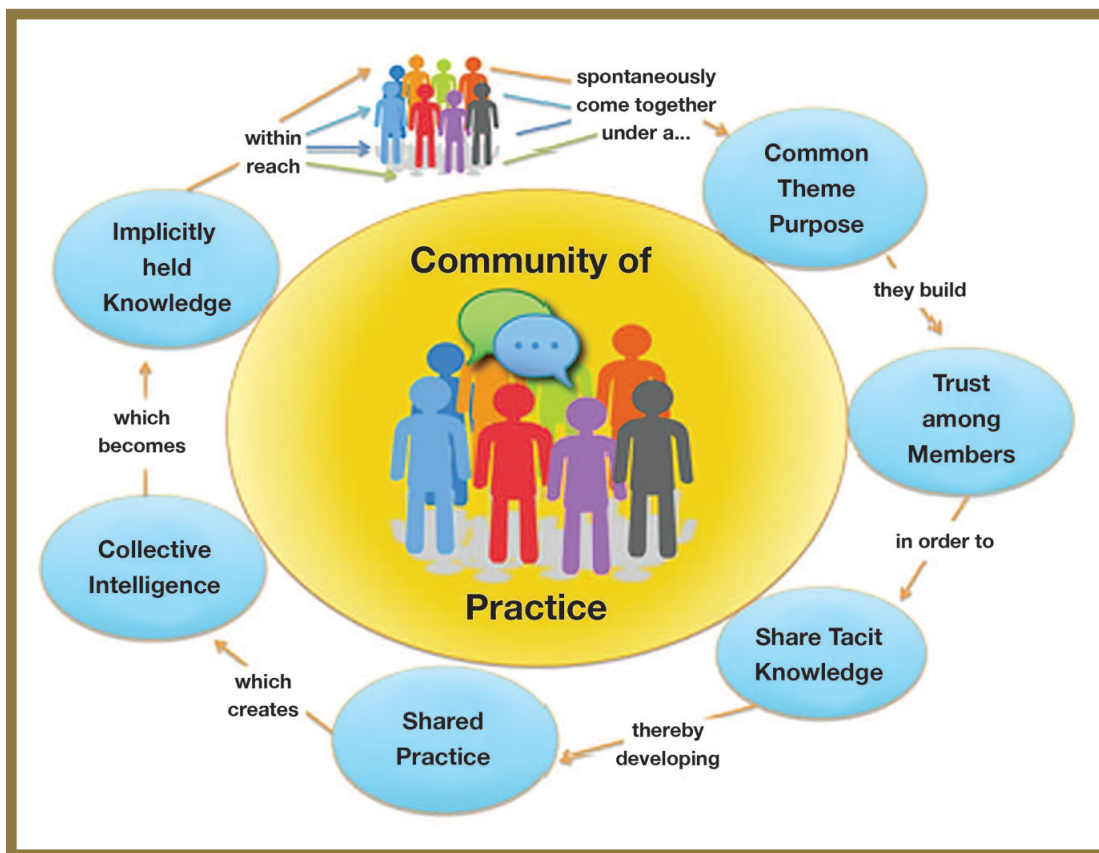 spontaneously
come together
under a...
Common
Theme
Purpose
they build
Trust
among
Members
in order to
Share Tacit
Knowledge
thereby
developing
Shared
Practice
which
creates
Collective
Intelligence
which
becomes
Implicitly
held
Knowledge
within
reach
Community of
Practice